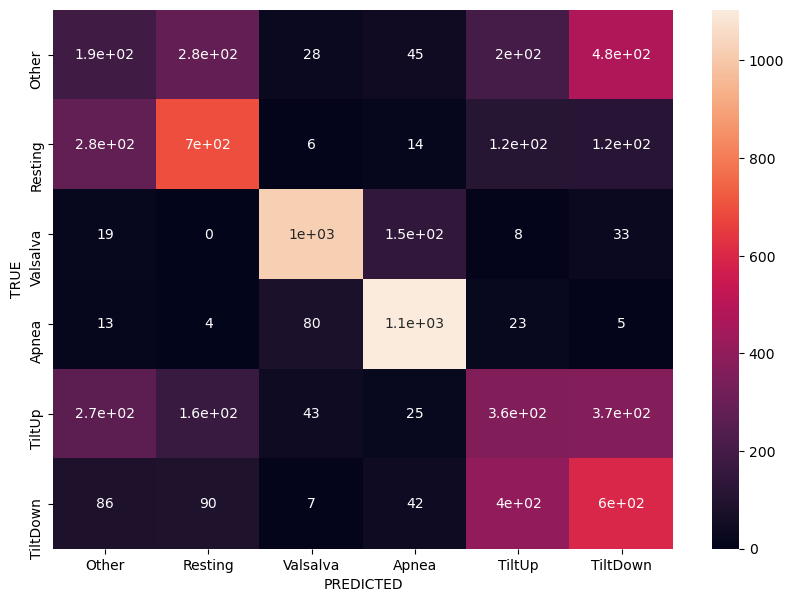 Other 1.9e+02 2.8e+02 28 45 2e+02 4.8e+02
Resting 2.8e+02 7e+02 6 14 1.2e+02 1.2e+02
Valsalva 19 0 1e+03 1.5e+02 8 33
Apnea 13 4 80 1.1e+03 23 5
TiltUp 2.7e+02 1.6e+02 43 25 3.6e+02 3.7e+02
TiltDown 86 90 7 42 4e+02 6e+02
TRUE
Other Resting Valsalva Apnea TiltUp TiltDown
PREDICTED
1000
800
600
400
200
0